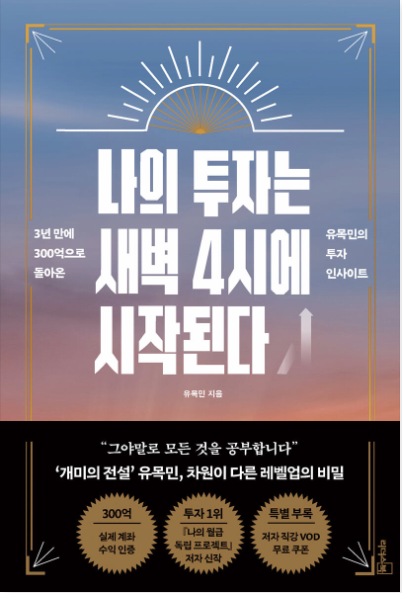 나의 투자는
새벽 4시에
시작된다
3년 만에
300억으로
돌아온
유목민의
투자
인사이트
유목민 지음
“그야말로 모든 것을 공부합니다”
‘개미의 전설’ 유목민, 차원이 다른 레벨업의 비밀
300억
실제 계좌
수익 인증
투자 1위
『나의 월급
독립 프로젝트』
저자 신작
특별 부록
저자 직강 VOD
무료 쿠폰
리더스북